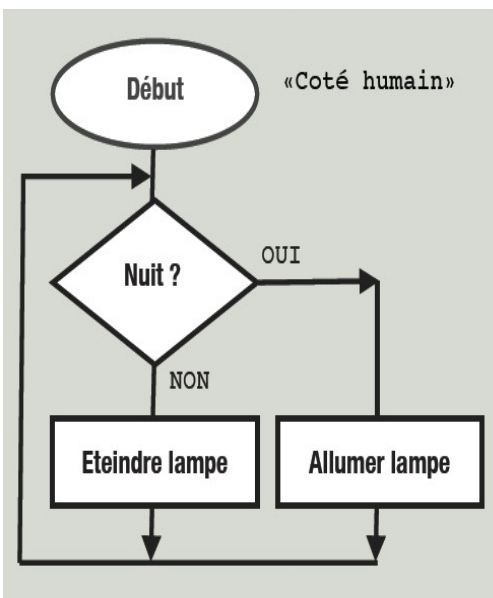 Début
«Coté humain»
Nuit ?
OUI
NON
Eteindre lampe
Allumer lampe